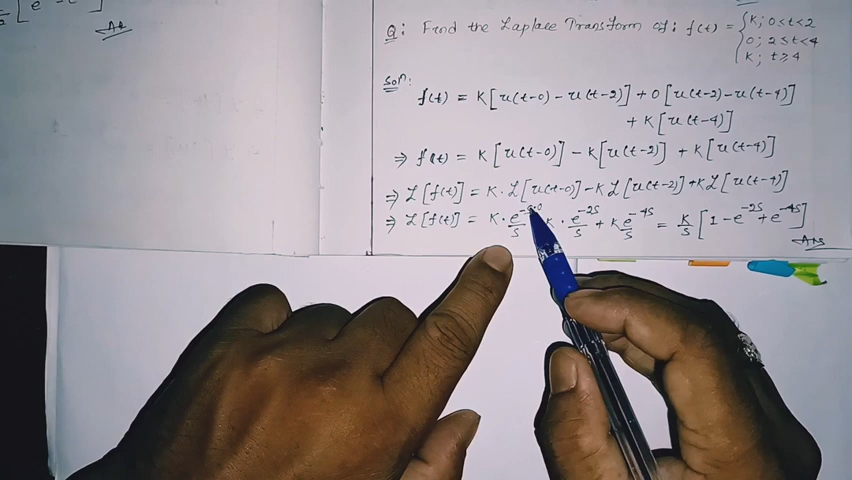 [e
Ans
Q: Find the Laplace Transform of: f(t) = { K; 0<t<2
0; 2≤t<4
K; t≥4
Solⁿ:
f(t) = K[u(t-0) - u(t-2)] + 0[u(t-2) - u(t-4)]
+ K[u(t-4)]
⇒ f(t) = K[u(t-0)] - K[u(t-2)] + K[u(t-4)]
⇒ L[f(t)] = K·L[u(t-0)] - KL[u(t-2)] + KL[u(t-4)]
⇒ L[f(t)] = K·e^-s·0/s K·e^-2s/s + K e^-4s/s = K/s [1 - e^-2s + e^-4s]
Ans